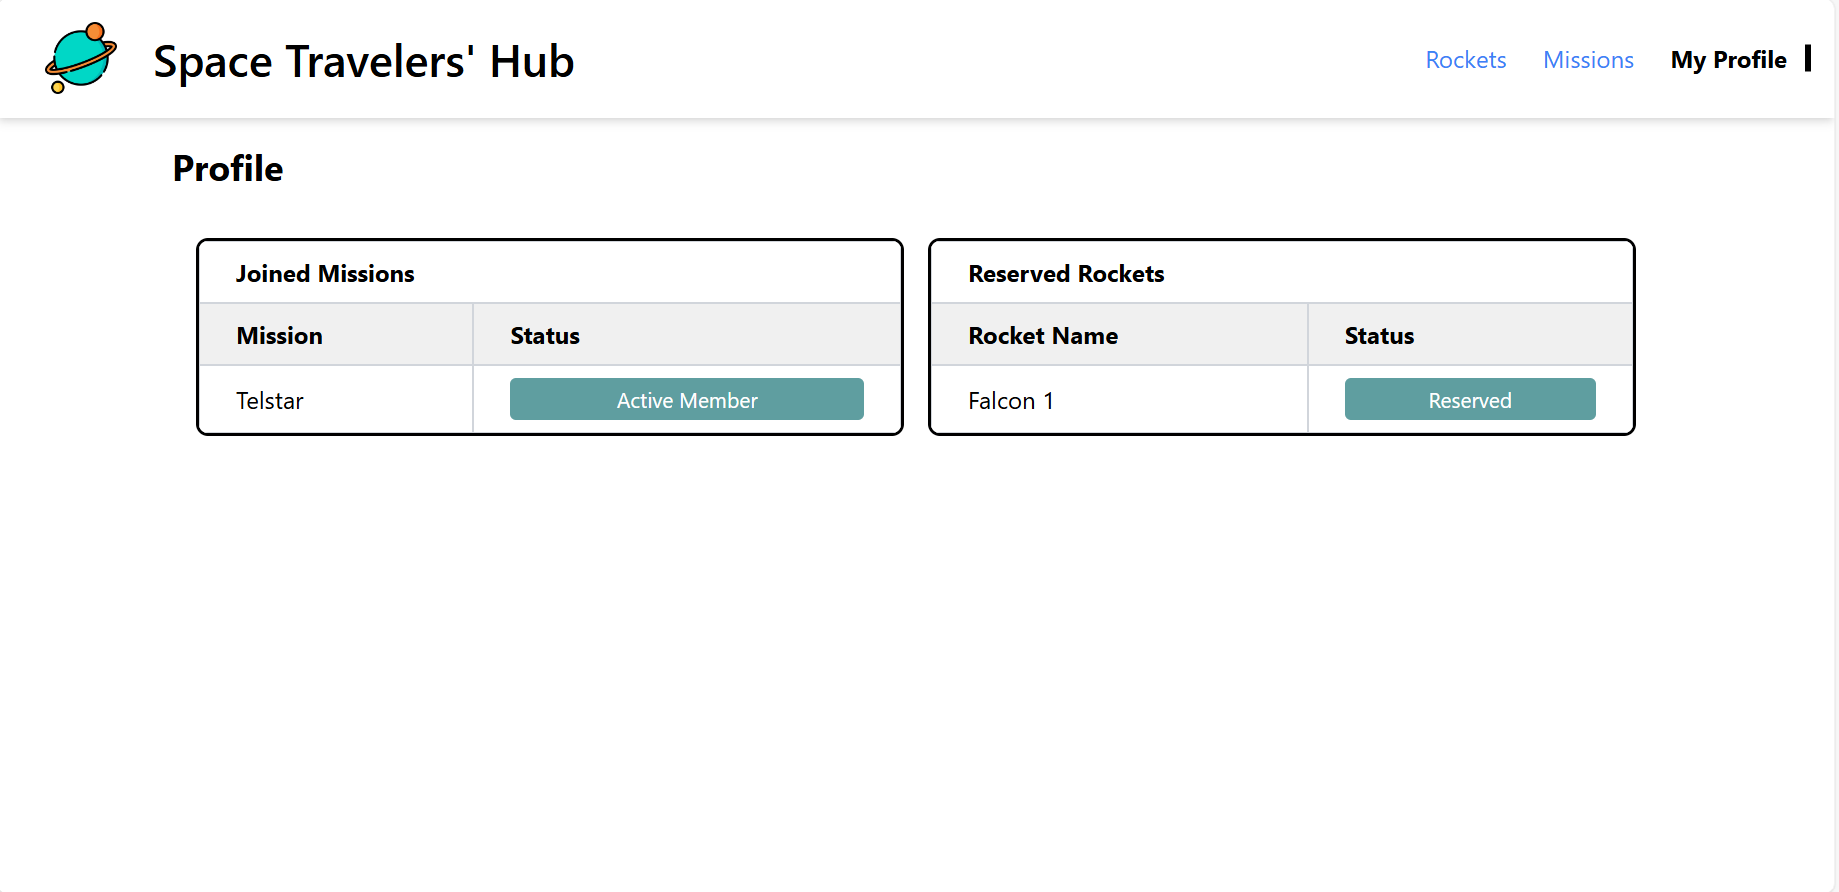 Space Travelers' Hub
Rockets Missions My Profile
Profile
Joined Missions
Mission Status
Telstar Active Member
Reserved Rockets
Rocket Name Status
Falcon 1 Reserved